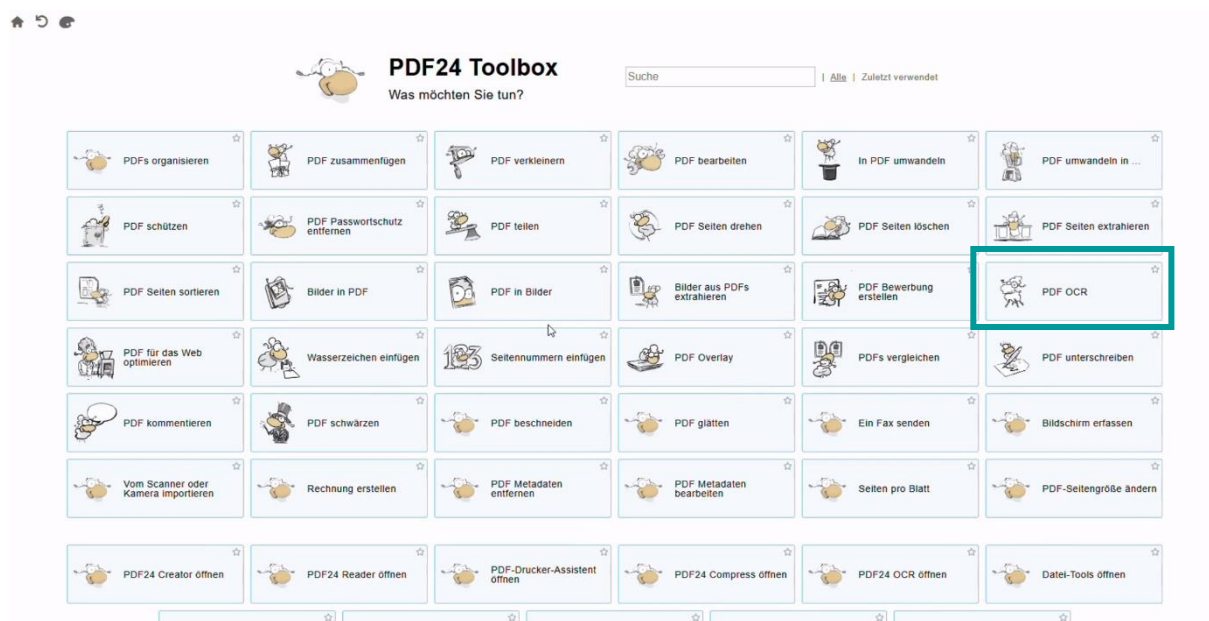 PDF24 Toolbox
Was möchten Sie tun?
Suche
| Alle | Zuletzt verwendet
PDFs organisieren
PDF zusammenfügen
PDF verkleinern
PDF bearbeiten
In PDF umwandeln
PDF umwandeln in ...
PDF schützen
PDF Passwortschutz
entfernen
PDF teilen
PDF Seiten drehen
PDF Seiten löschen
PDF Seiten extrahieren
PDF Seiten sortieren
Bilder in PDF
PDF in Bilder
Bilder aus PDFs
extrahieren
PDF Bewerbung
erstellen
PDF OCR
PDF für das Web
optimieren
Wasserzeichen einfügen
123
Seitennummern einfügen
PDF Overlay
PDFs vergleichen
PDF unterschreiben
PDF kommentieren
PDF schwärzen
PDF beschneiden
PDF glätten
Ein Fax senden
Bildschirm erfassen
Vom Scanner oder
Kamera importieren
Rechnung erstellen
PDF Metadaten
entfernen
PDF Metadaten
bearbeiten
Seiten pro Blatt
PDF-Seitengröße ändern
PDF24 Creator öffnen
PDF24 Reader öffnen
PDF-Drucker-Assistent
öffnen
PDF24 Compress öffnen
PDF24 OCR öffnen
Datei-Tools öffnen